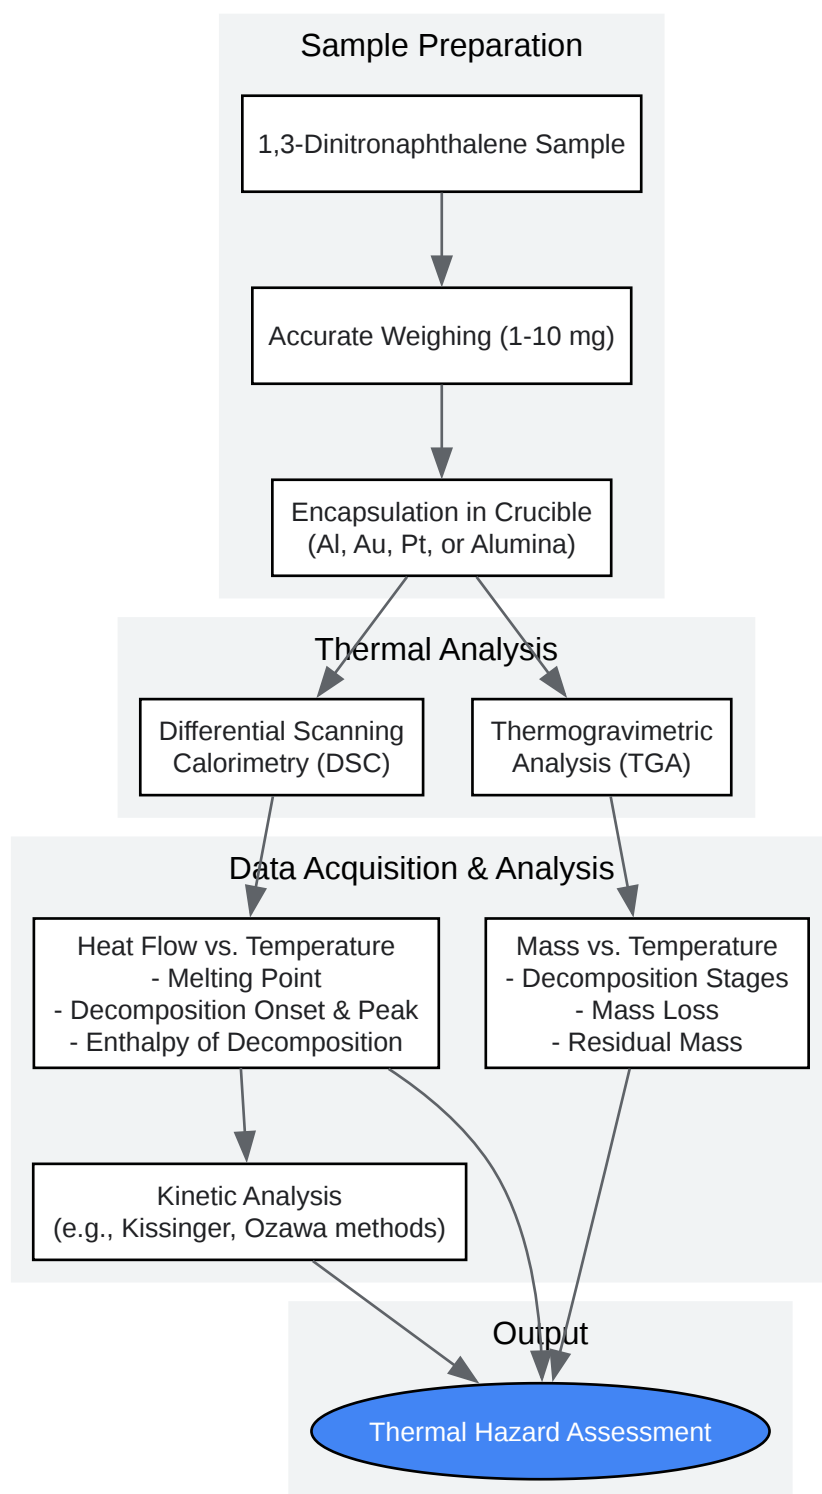 Sample Preparation
1,3-Dinitronaphthalene Sample
Accurate Weighing (1-10 mg)
Encapsulation in Crucible
(Al, Au, Pt, or Alumina)
Thermal Analysis
Differential Scanning
Calorimetry (DSC)
Thermogravimetric
Analysis (TGA)
Data Acquisition & Analysis
Heat Flow vs. Temperature
- Melting Point
- Decomposition Onset & Peak
- Enthalpy of Decomposition
Mass vs. Temperature
- Decomposition Stages
- Mass Loss
- Residual Mass
Kinetic Analysis
(e.g., Kissinger, Ozawa methods)
Output
Thermal Hazard Assessment